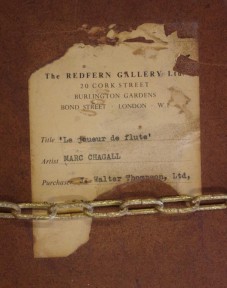 THE REDFERN GALLERY Ltd.
20 CORK STREET
BURLINGTON GARDENS
BOND STREET LONDON W.
Title 'Le joueur de flute'
Artist MARC CHAGALL
Purchaser J. Walter Thompson, Ltd,